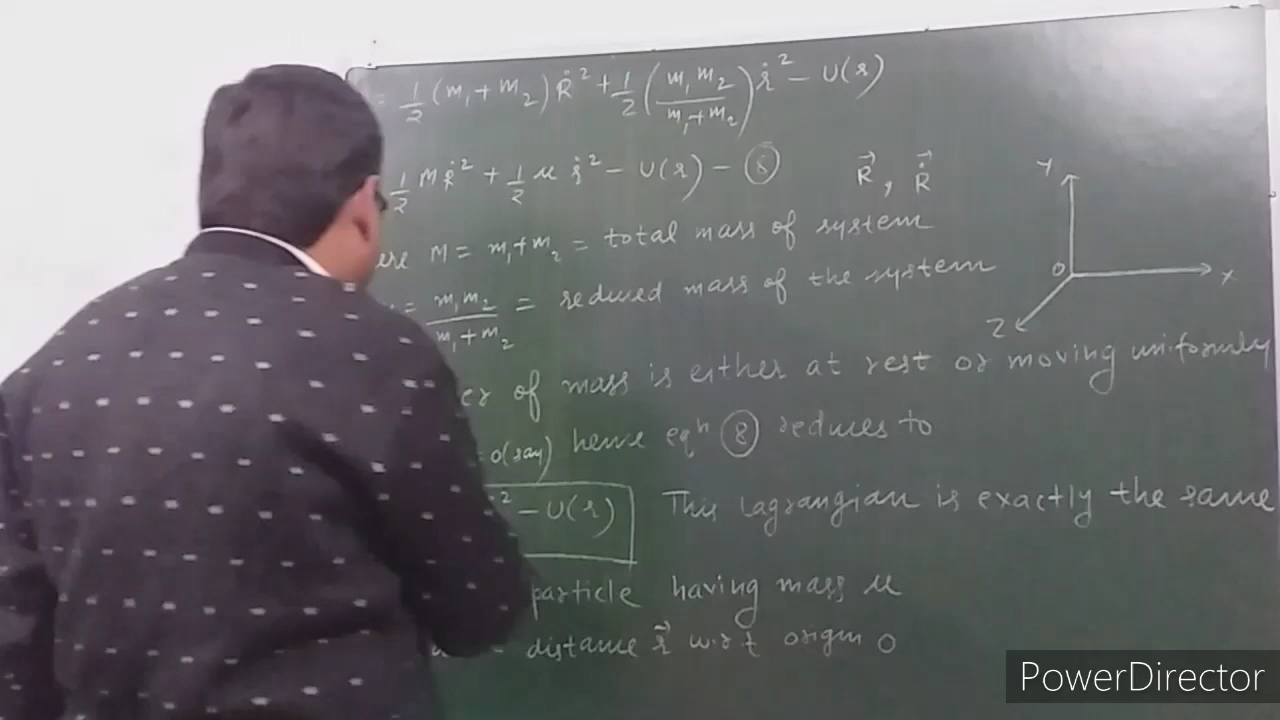 = 1/2 (m₁+m₂) Ṙ² + 1/2 (m₁m₂/m₁+m₂) ṙ² – U(r)
1/2 MṘ² + 1/2 μ ṙ² – U(r) – ⑧
R⃗, Ṙ⃗
ere M = m₁+m₂ = total mass of system
= m₁m₂/m₁+m₂ = reduced mass of the system
Y
O
X
Z
er of mass is either at rest or moving uniformly
= 0(say) hence eqⁿ ⑧ reduces to
² – U(r) This Lagrangian is exactly the same
particle having mass μ
distance r⃗ w.r.t origin O
PowerDirector